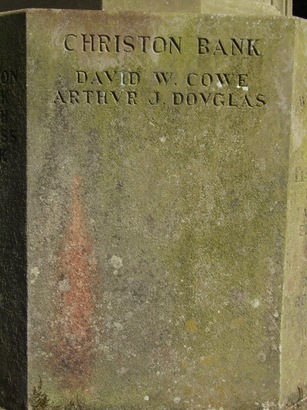 CHRISTON BANK
DAVID W. COWE
ARTHVR J. DOVGLAS